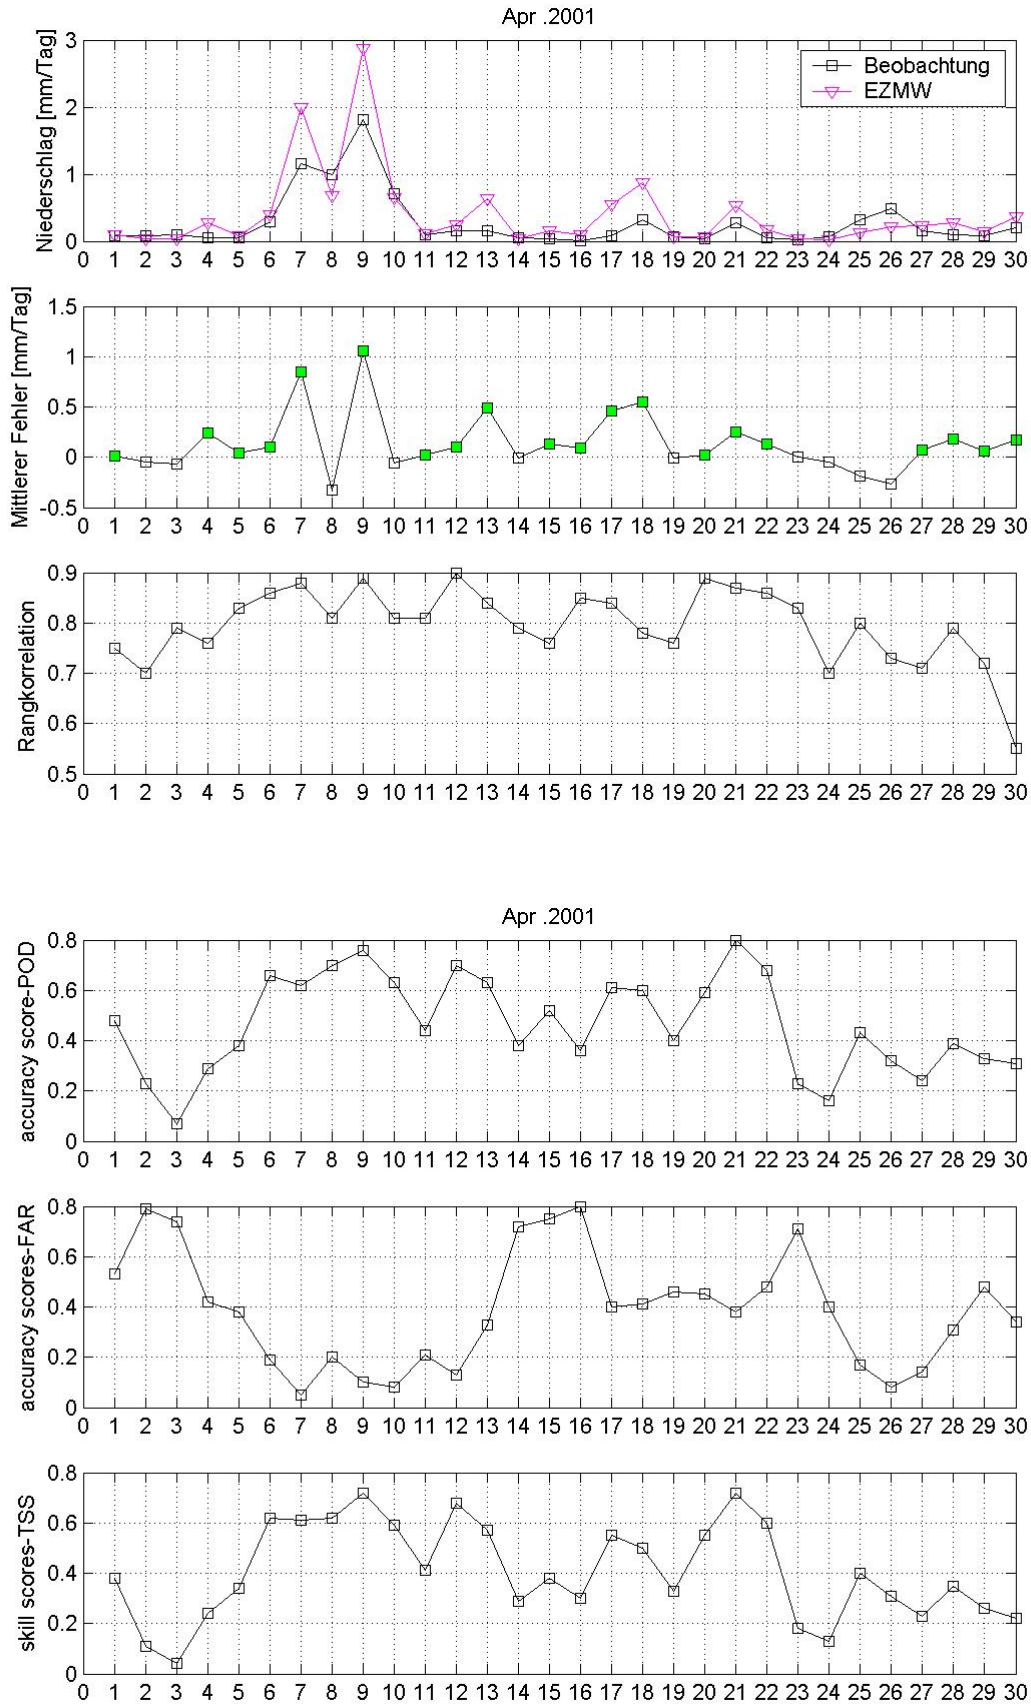 Apr .2001
Niederschlag [mm/Tag]
3
2
1
0
Beobachtung
EZMW
0 1 2 3 4 5 6 7 8 9 10 11 12 13 14 15 16 17 18 19 20 21 22 23 24 25 26 27 28 29 30
Mittlerer Fehler [mm/Tag]
1.5
1
0.5
0
-0.5
0 1 2 3 4 5 6 7 8 9 10 11 12 13 14 15 16 17 18 19 20 21 22 23 24 25 26 27 28 29 30
Rangkorrelation
0.9
0.8
0.7
0.6
0.5
0 1 2 3 4 5 6 7 8 9 10 11 12 13 14 15 16 17 18 19 20 21 22 23 24 25 26 27 28 29 30
Apr .2001
accuracy score-POD
0.8
0.6
0.4
0.2
0
0 1 2 3 4 5 6 7 8 9 10 11 12 13 14 15 16 17 18 19 20 21 22 23 24 25 26 27 28 29 30
accuracy scores-FAR
0.8
0.6
0.4
0.2
0
0 1 2 3 4 5 6 7 8 9 10 11 12 13 14 15 16 17 18 19 20 21 22 23 24 25 26 27 28 29 30
skill scores-TSS
0.8
0.6
0.4
0.2
0
0 1 2 3 4 5 6 7 8 9 10 11 12 13 14 15 16 17 18 19 20 21 22 23 24 25 26 27 28 29 30